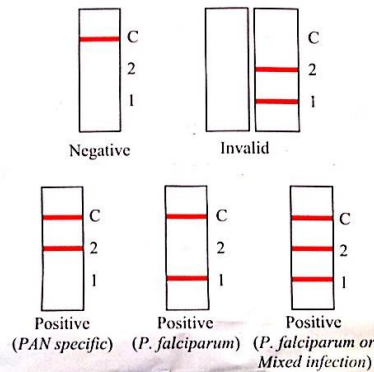 C
2
1
Negative
C
2
1
Invalid
C
2
1
Positive
(PAN specific)
C
2
1
Positive
(P. falciparum)
C
2
1
Positive
(P. falciparum or
Mixed infection)